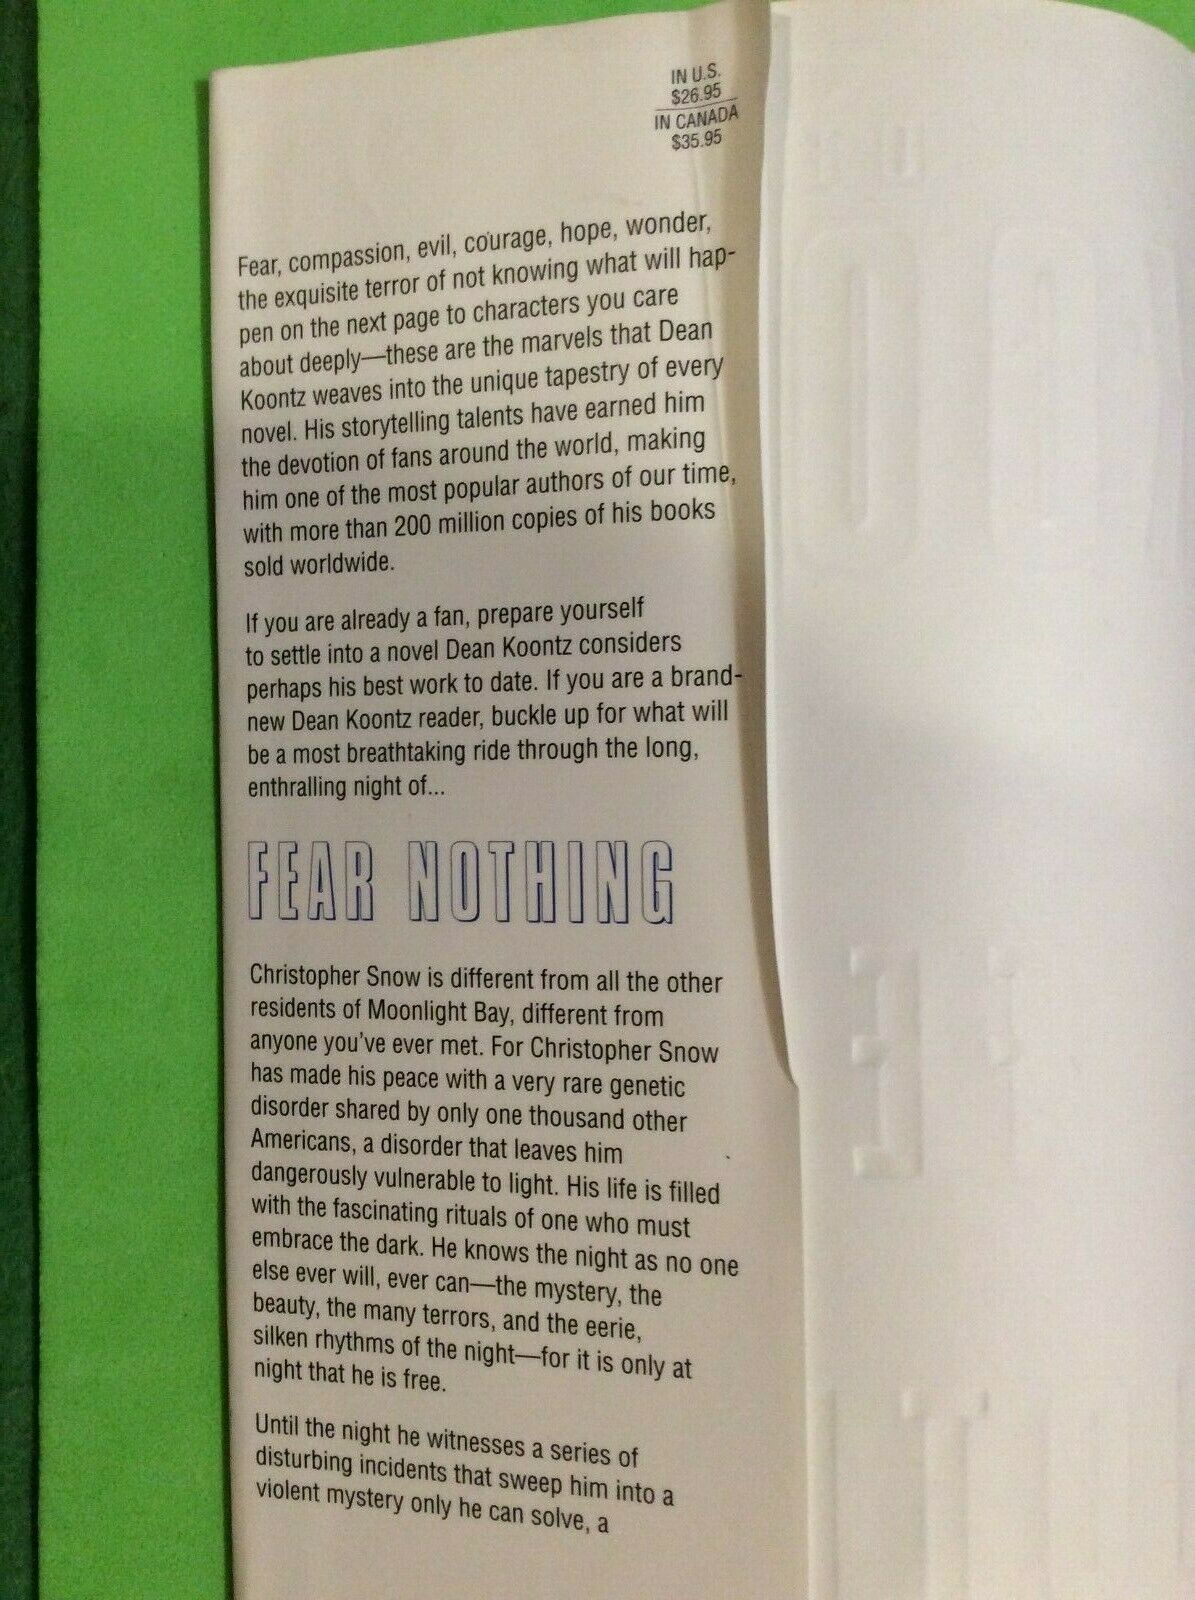 IN U.S.
$26.95
IN CANADA
$35.95
Fear, compassion, evil, courage, hope, wonder,
the exquisite terror of not knowing what will hap-
pen on the next page to characters you care
about deeply—these are the marvels that Dean
Koontz weaves into the unique tapestry of every
novel. His storytelling talents have earned him
the devotion of fans around the world, making
him one of the most popular authors of our time,
with more than 200 million copies of his books
sold worldwide.
If you are already a fan, prepare yourself
to settle into a novel Dean Koontz considers
perhaps his best work to date. If you are a brand-
new Dean Koontz reader, buckle up for what will
be a most breathtaking ride through the long,
enthralling night of...
FEAR NOTHING
Christopher Snow is different from all the other
residents of Moonlight Bay, different from
anyone you've ever met. For Christopher Snow
has made his peace with a very rare genetic
disorder shared by only one thousand other
Americans, a disorder that leaves him
dangerously vulnerable to light. His life is filled
with the fascinating rituals of one who must
embrace the dark. He knows the night as no one
else ever will, ever can—the mystery, the
beauty, the many terrors, and the eerie,
silken rhythms of the night—for it is only at
night that he is free.
Until the night he witnesses a series of
disturbing incidents that sweep him into a
violent mystery only he can solve, a